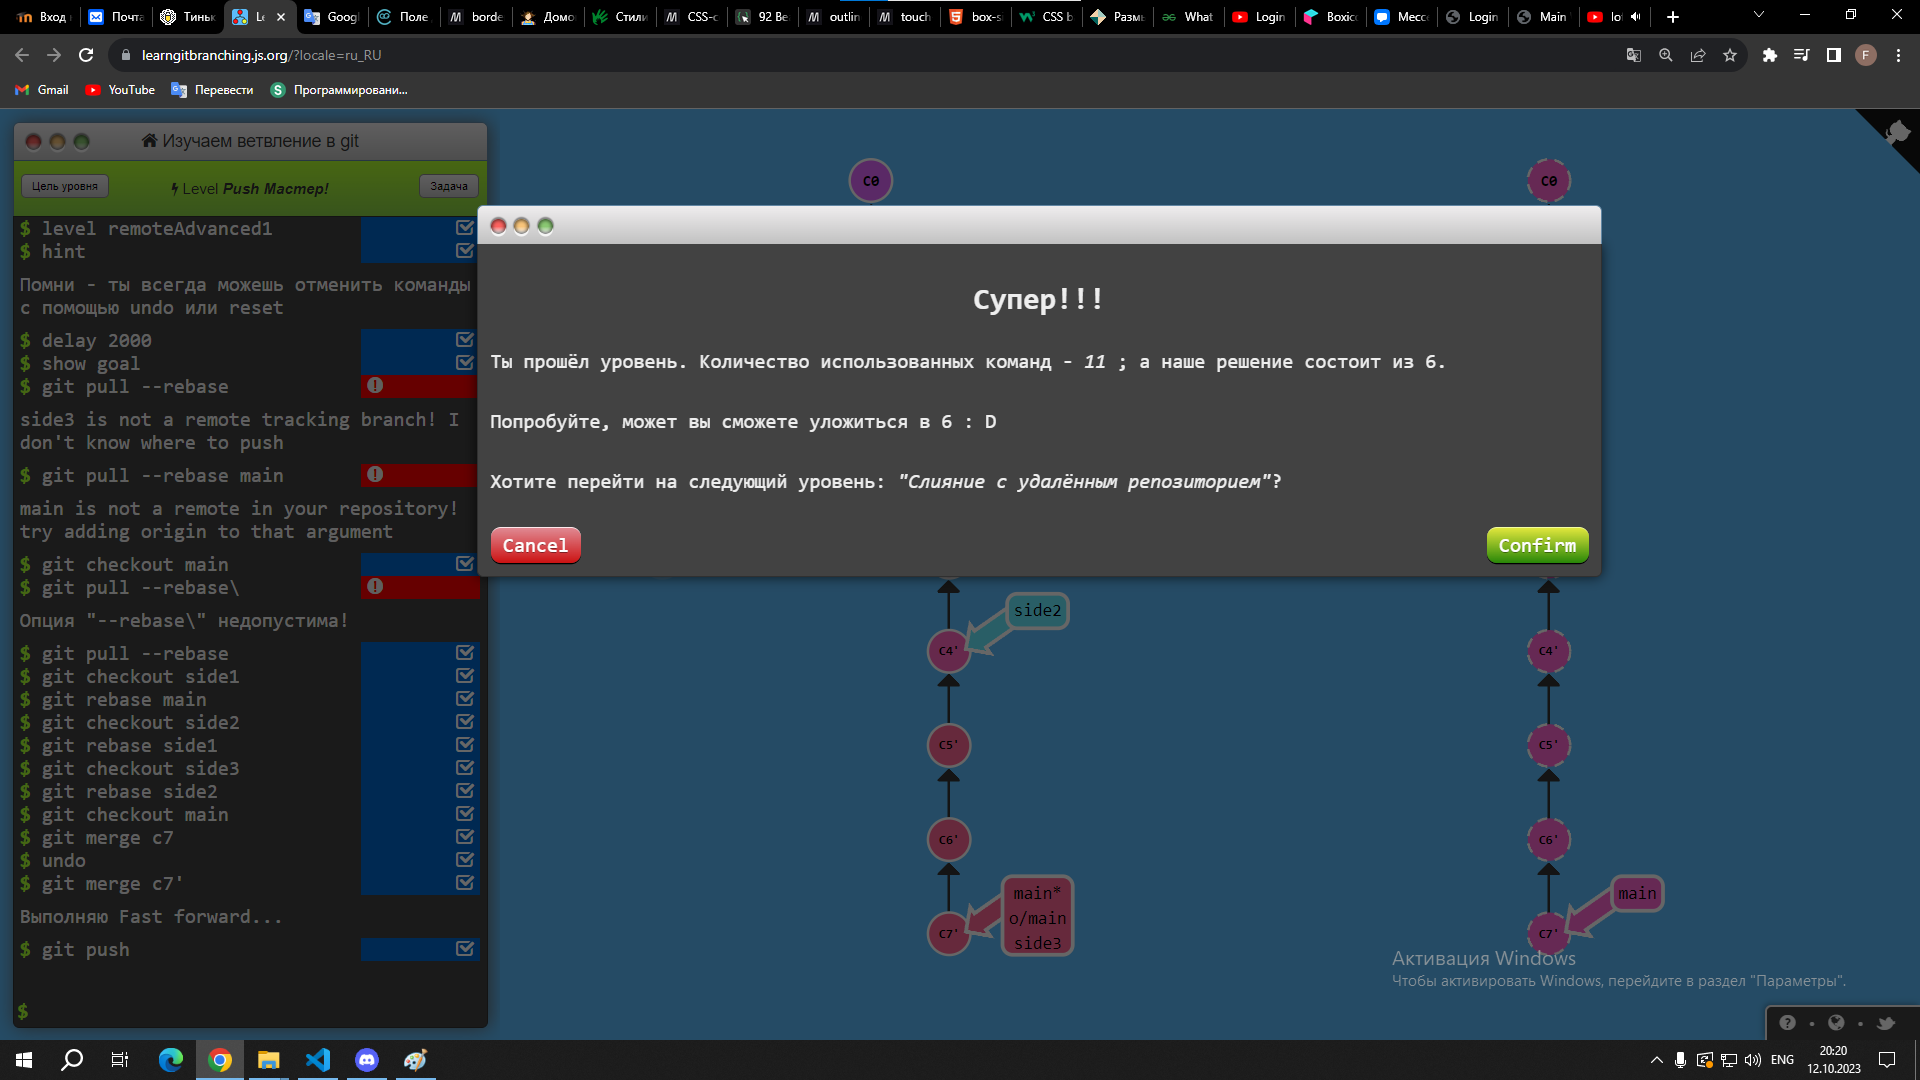 Вход
Почта
Тиньк
Le
Googl
Поле
borde
Домо
Стили
CSS-с
92 Ве
outlin
touch
box-s
CSS b
Разм
What
Login
Boxic
Мессе
Login
Main
lo
learngitbranching.js.org/?locale=ru_RU
F
Gmail
YouTube
Перевести
Программировани...
Изучаем ветвление в git
Цель уровня
Level Push Мастер!
Задача
$ level remoteAdvanced1
$ hint
Помни - ты всегда можешь отменить команды
с помощью undo или reset
$ delay 2000
$ show goal
$ git pull --rebase
side3 is not a remote tracking branch! I
don't know where to push
$ git pull --rebase main
main is not a remote in your repository!
try adding origin to that argument
$ git checkout main
$ git pull --rebase\
Опция "--rebase\" недопустима!
$ git pull --rebase
$ git checkout side1
$ git rebase main
$ git checkout side2
$ git rebase side1
$ git checkout side3
$ git rebase side2
$ git checkout main
$ git merge c7
$ undo
$ git merge c7'
Выполняю Fast forward...
$ git push
$
C0
C0
Супер!!!
Ты прошёл уровень. Количество использованных команд - 11 ; а наше решение состоит из 6.
Попробуйте, может вы сможете уложиться в 6 : D
Хотите перейти на следующий уровень: "Слияние с удалённым репозиторием"?
Cancel
Confirm
side2
C4'
C4'
C5'
C5'
C6'
C6'
main*
o/main
side3
C7'
main
C7'
Активация Windows
Чтобы активировать Windows, перейдите в раздел "Параметры".
ENG
20:20
12.10.2023